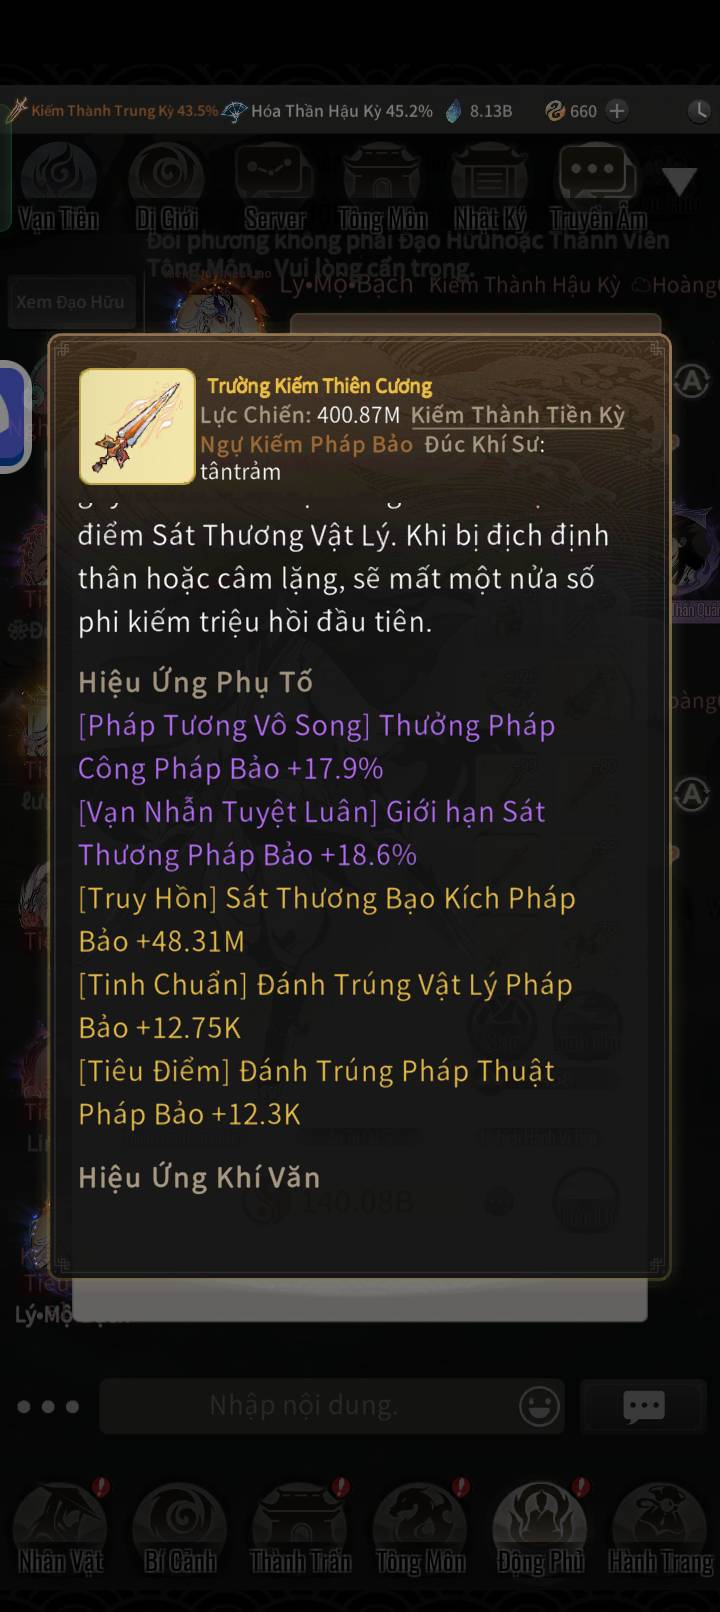 Kiếm Thành Trung Kỳ 43.5% Hóa Thần Hậu Kỳ 45.2% 8.13B 660
Vạn Tiên Dị Giới Server Tông Môn Nhật Ký Truyền Âm
Đối phương không phải Đạo Hữu hoặc Thành Viên
Tông Môn. Vui lòng cẩn trọng.
Xem Đạo Hữu
Lý•Mộ•Bạch Kiếm Thành Hậu Kỳ
Trường Kiếm Thiên Cương
Lực Chiến: 400.87M Kiếm Thành Tiền Kỳ
Ngự Kiếm Pháp Bảo Đúc Khí Sư:
tântrảm
điểm Sát Thương Vật Lý. Khi bị địch định
thân hoặc câm lặng, sẽ mất một nửa số
phi kiếm triệu hồi đầu tiên.
Hiệu Ứng Phụ Tố
[Pháp Tương Vô Song] Thưởng Pháp
Công Pháp Bảo +17.9%
[Vạn Nhẫn Tuyệt Luân] Giới hạn Sát
Thương Pháp Bảo +18.6%
[Truy Hồn] Sát Thương Bạo Kích Pháp
Bảo +48.31M
[Tinh Chuẩn] Đánh Trúng Vật Lý Pháp
Bảo +12.75K
[Tiêu Điểm] Đánh Trúng Pháp Thuật
Pháp Bảo +12.3K
Hiệu Ứng Khí Văn
140.08B
Nhập nội dung.
Nhân Vật Bí Cảnh Thành Trấn Tông Môn Động Phủ Hành Trang